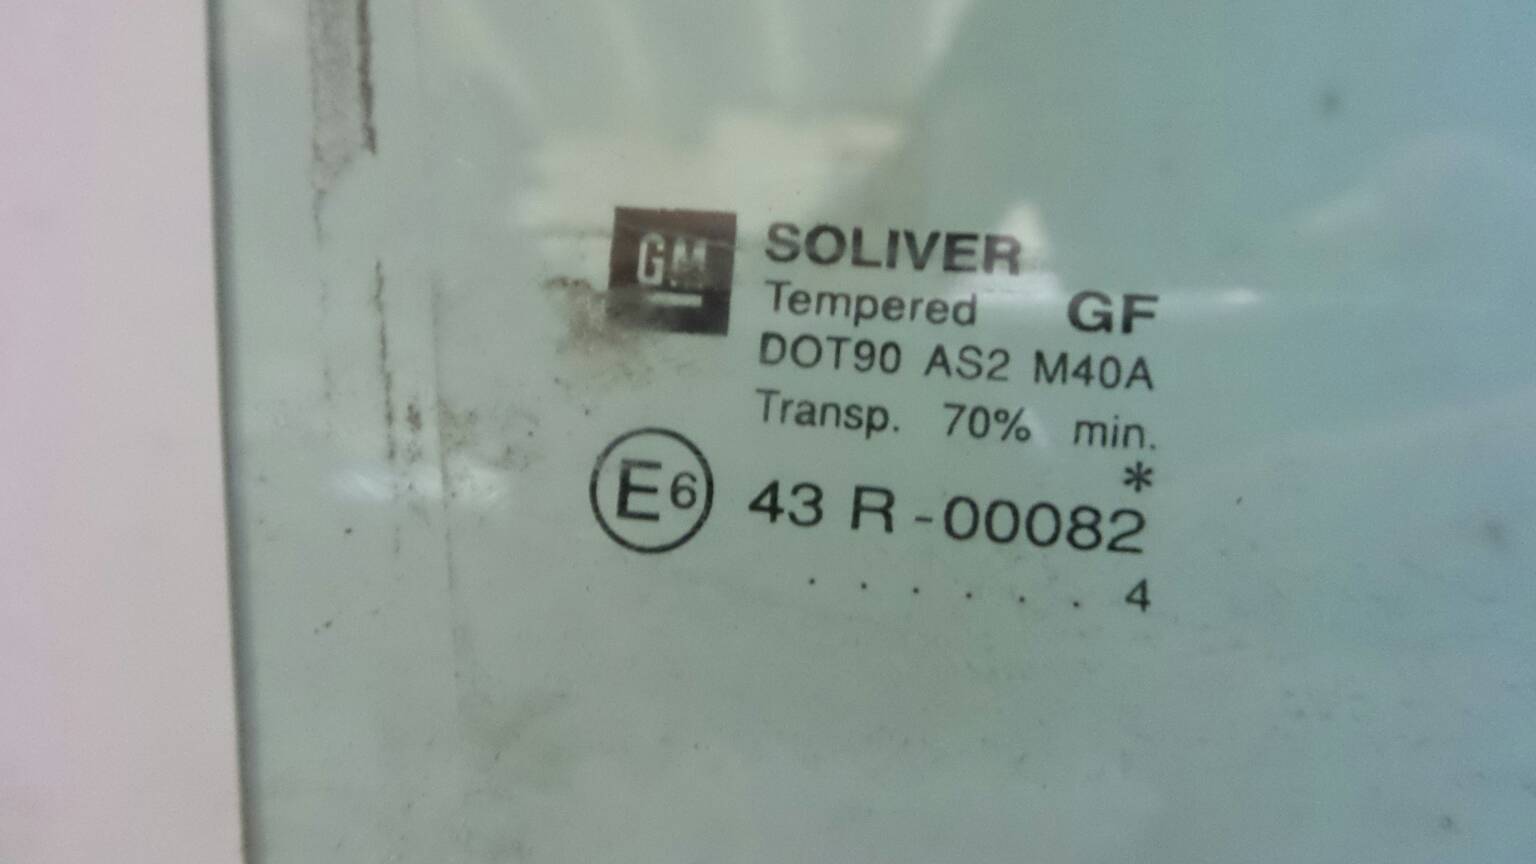 GM
SOLIVER
Tempered GF
DOT90 AS2 M40A
Transp. 70% min.
*
E6 43 R -00082
. . . . . . 4